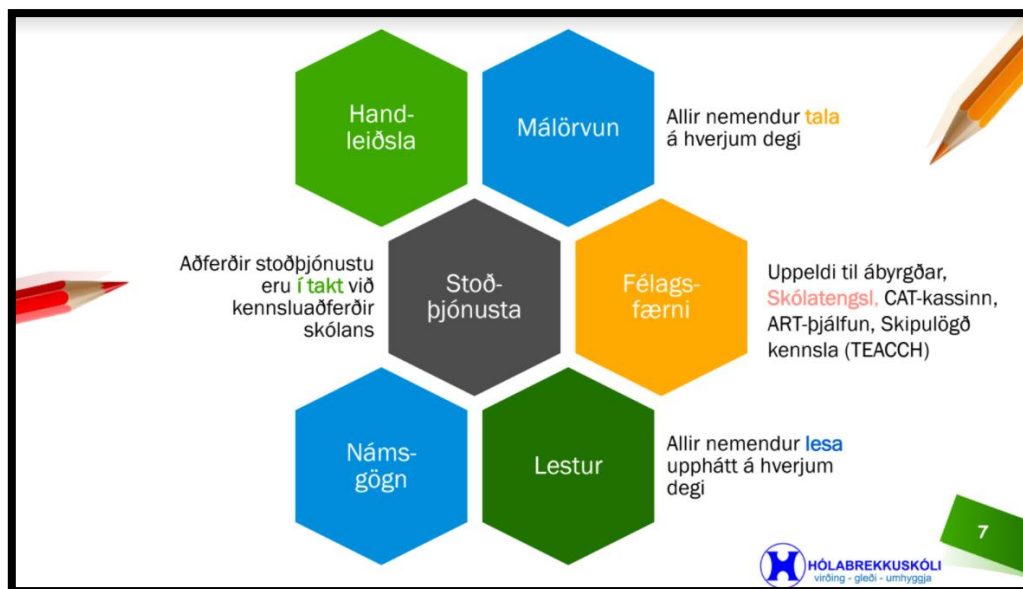 Hand-
leiðsla
Málörvun
Allir nemendur tala
á hverjum degi
Aðferðir stoðþjónustu
eru í takt við
kennsluaðferðir
skólans
Stoð-
þjónusta
Félags-
færni
Uppeldi til ábyrgðar,
Skólatengsl, CAT-kassinn,
ART-þjálfun, Skipulögð
kennsla (TEACCH)
Náms-
gögn
Lestur
Allir nemendur lesa
upphátt á hverjum
degi
7
HÓLABREKKUSKÓLI
virðing - gleði - umhyggja